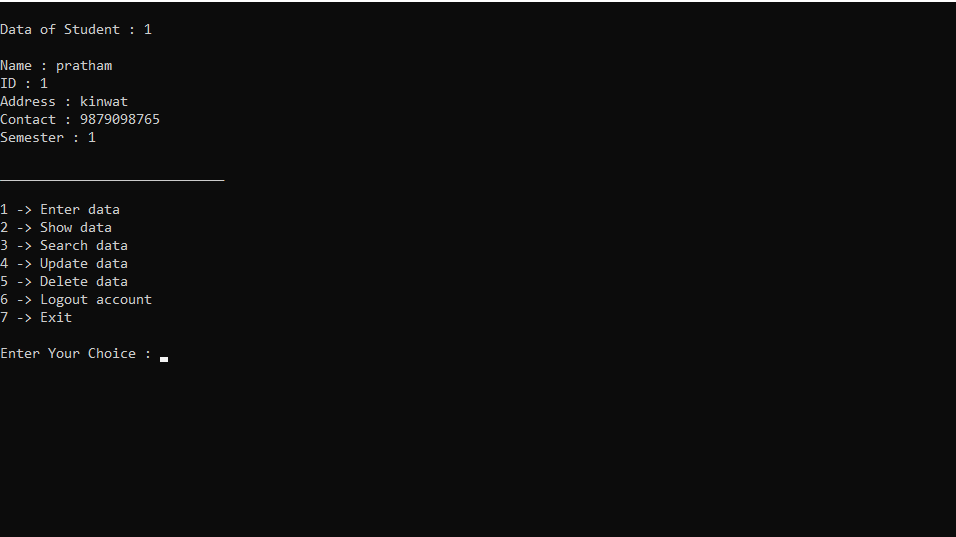 Data of Student : 1
Name : pratham
ID : 1
Address : kinwat
Contact : 9879098765
Semester : 1
____________________________
1 -> Enter data
2 -> Show data
3 -> Search data
4 -> Update data
5 -> Delete data
6 -> Logout account
7 -> Exit
Enter Your Choice :